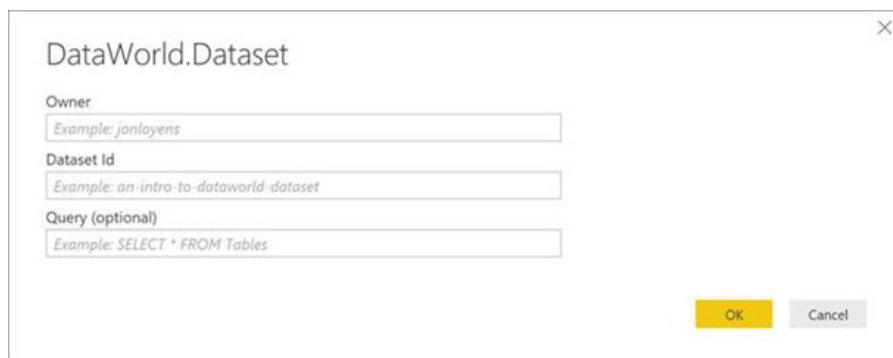 DataWorld.Dataset
Owner
Example: jonloyens
Dataset Id
Example: an-intro-to-dataworld-dataset
Query (optional)
Example: SELECT * FROM Tables
OK Cancel